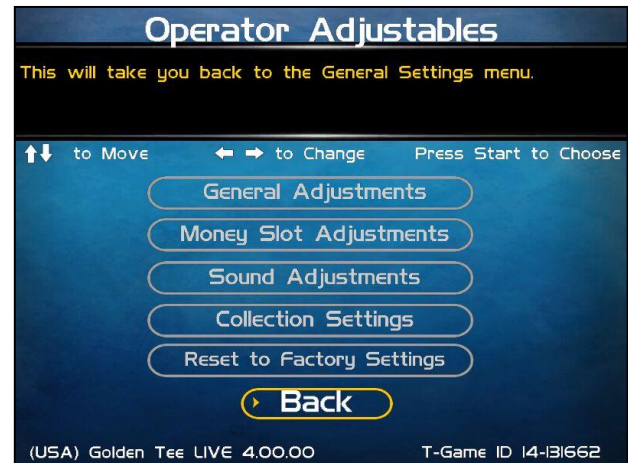 Operator Adjustables
This will take you back to the General Settings menu.
to Move to Change Press Start to Choose
General Adjustments
Money Slot Adjustments
Sound Adjustments
Collection Settings
Reset to Factory Settings
Back
(USA) Golden Tee LIVE 4.00.00 T-Game ID 14-131662